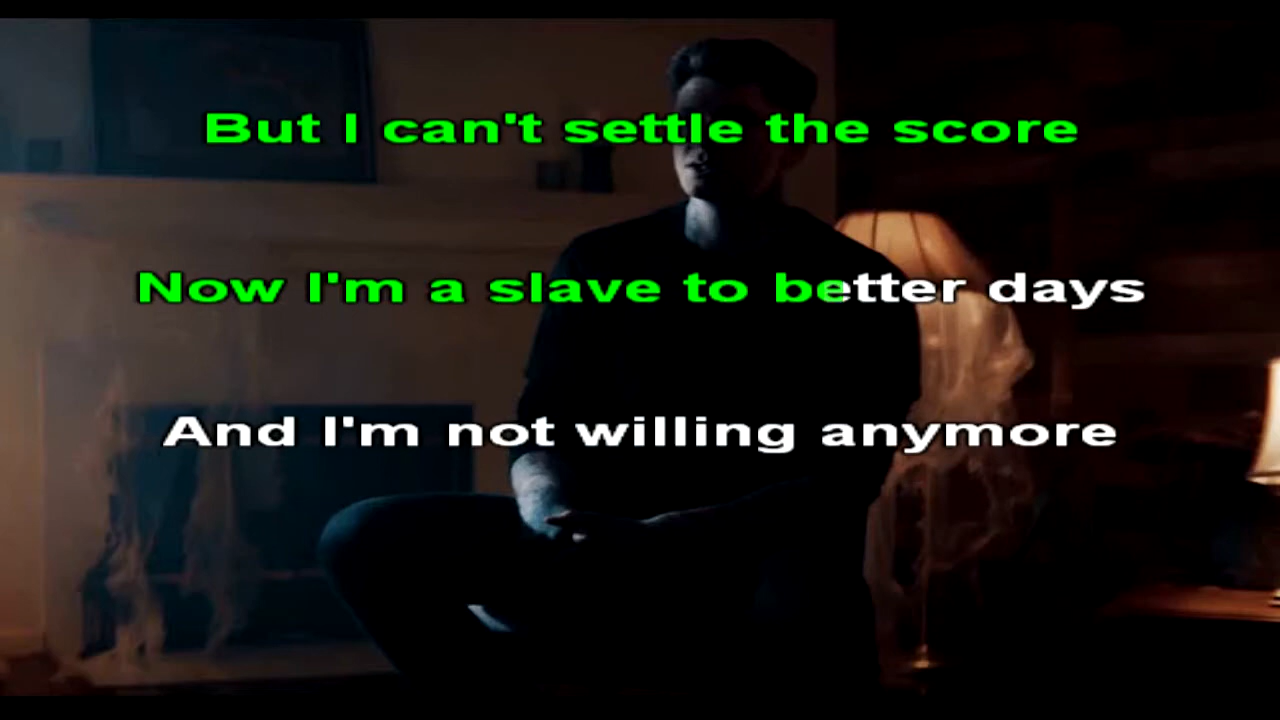 But I can't settle the score
Now I'm a slave to better days
And I'm not willing anymore